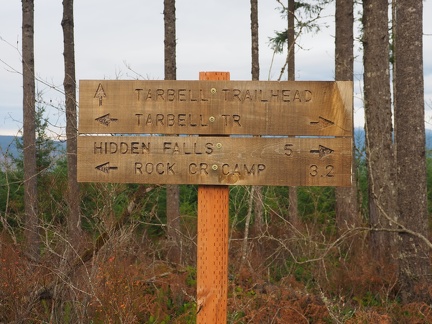 TARBELL TRAILHEAD
TARBELL TR
HIDDEN FALLS 5
ROCK CR CAMP 3.2